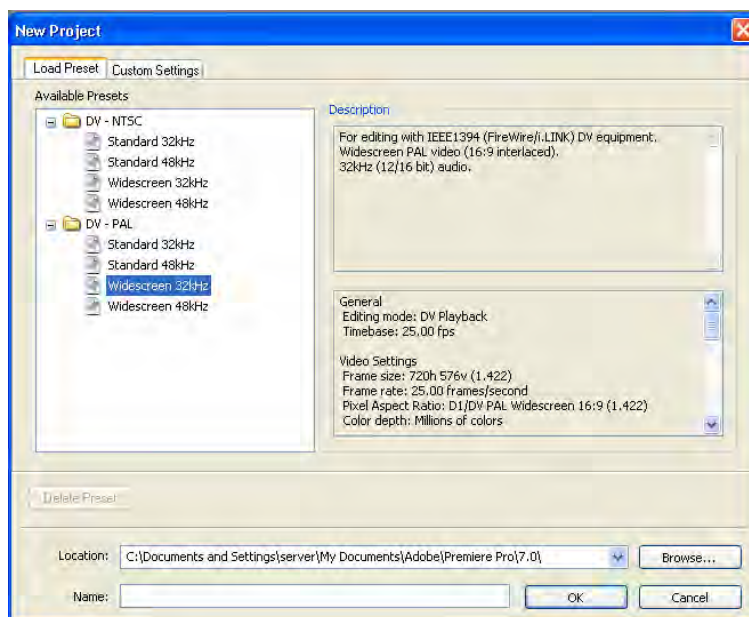 New Project
Load Preset
Custom Settings
Available Presets
DV - NTSC
Standard 32kHz
Standard 48kHz
Widescreen 32kHz
Widescreen 48kHz
DV - PAL
Standard 32kHz
Standard 48kHz
Widescreen 32kHz
Widescreen 48kHz
Description
For editing with IEEE1394 (FireWire/i.LINK) DV equipment.
Widescreen PAL video (16:9 interlaced).
32kHz (12/16 bit) audio.
General
Editing mode: DV Playback
Timebase: 25.00 fps
Video Settings
Frame size: 720h 576v (1.422)
Frame rate: 25.00 frames/second
Pixel Aspect Ratio: D1/DV PAL Widescreen 16:9 (1.422)
Color depth: Millions of colors
Delete Preset
Location:
C:\Documents and Settings\server\My Documents\Adobe\Premiere Pro\7.0\
Browse...
Name:
OK
Cancel